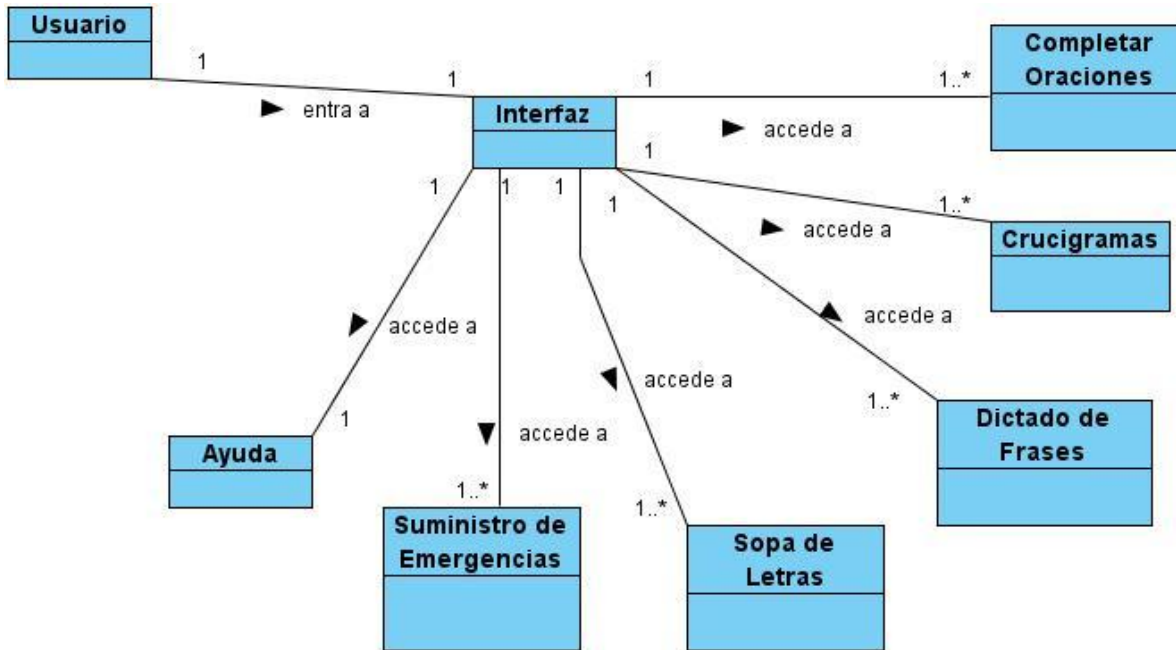 Usuario
1
1
entra a
Interfaz
1
1..*
accede a
Completar
Oraciones
1
1..*
accede a
Crucigramas
1
1..*
accede a
Dictado de
Frases
1
1..*
accede a
Sopa de
Letras
1
1..*
accede a
Suministro de
Emergencias
1
1
accede a
Ayuda